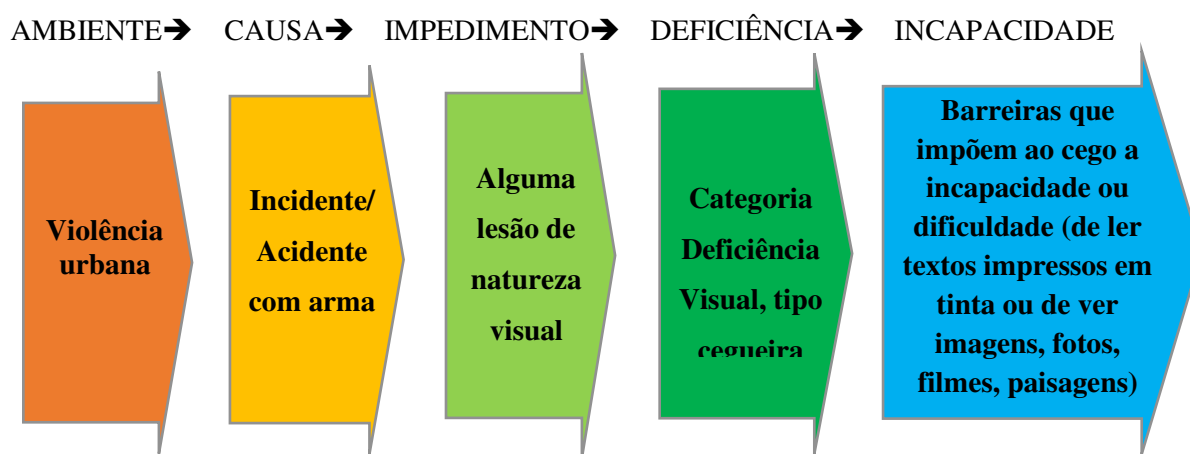 AMBIENTE➔ CAUSA➔ IMPEDIMENTO➔ DEFICIÊNCIA➔ INCAPACIDADE
Violência
urbana
Incidente/
Acidente
com arma
Alguma
lesão de
natureza
visual
Categoria
Deficiência
Visual, tipo
cegueira
Barreiras que
impõem ao cego a
incapacidade ou
dificuldade (de ler
textos impressos em
tinta ou de ver
imagens, fotos,
filmes, paisagens)